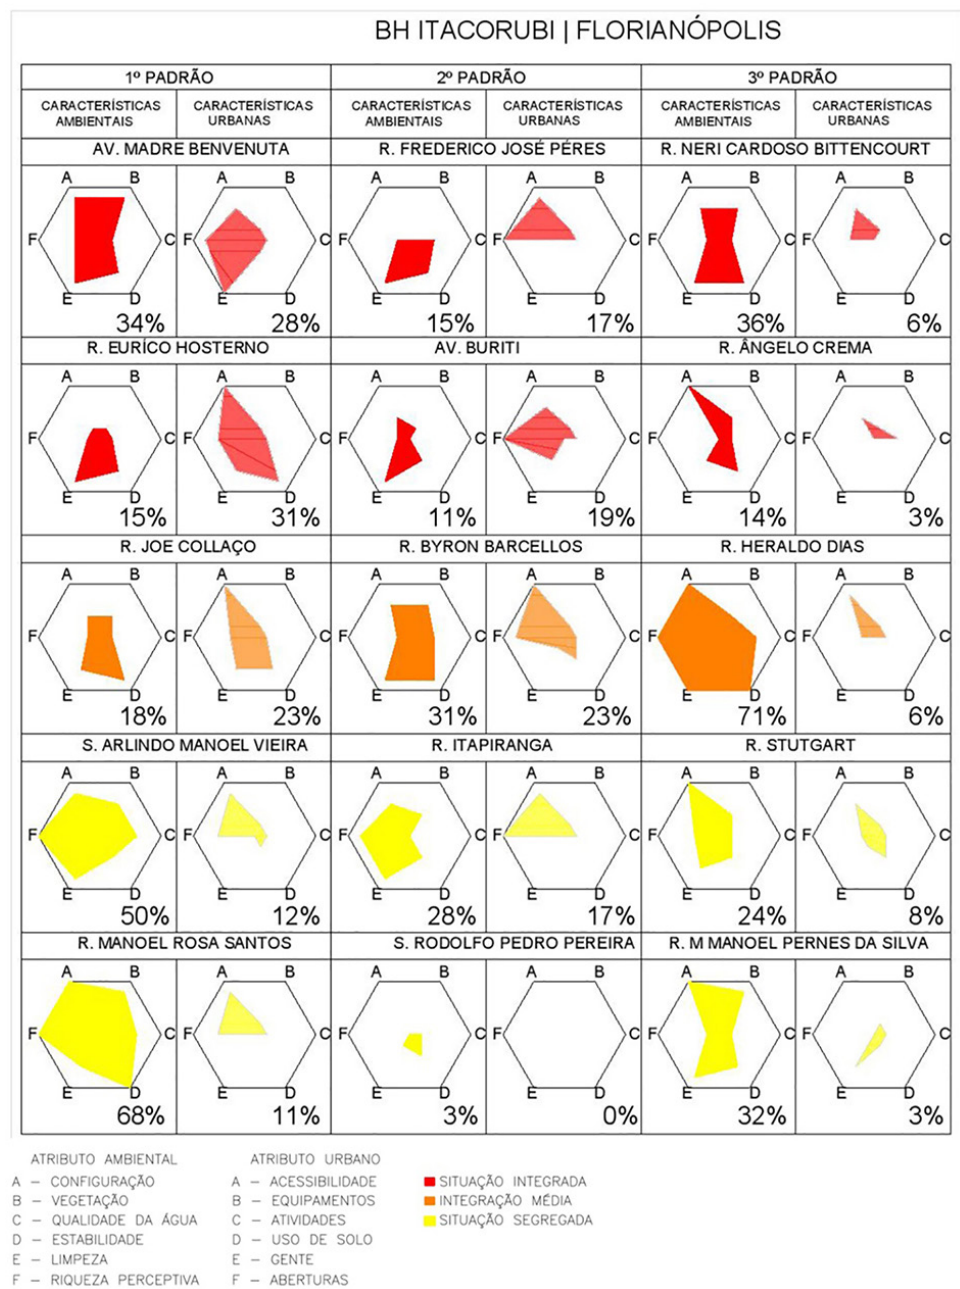 BH ITACORUBI | FLORIANÓPOLIS
1º PADRÃO 2º PADRÃO 3º PADRÃO
CARACTERÍSTICAS AMBIENTAIS CARACTERÍSTICAS URBANAS CARACTERÍSTICAS AMBIENTAIS CARACTERÍSTICAS URBANAS CARACTERÍSTICAS AMBIENTAIS CARACTERÍSTICAS URBANAS
AV. MADRE BENVENUTA R. FREDERICO JOSÉ PÉRES R. NERI CARDOSO BITTENCOURT
A B A B A B A B A B A B
F C F C F C F C F C F C
E D E D E D E D E D E D
34% 28% 15% 17% 36% 6%
R. EURÍCO HOSTERNO AV. BURITI R. ÂNGELO CREMA
A B A B A B A B A B A B
F C F C F C F C F C F C
E D E D E D E D E D E D
15% 31% 11% 19% 14% 3%
R. JOE COLLAÇO R. BYRON BARCELLOS R. HERALDO DIAS
A B A B A B A B A B A B
F C F C F C F C F C F C
E D E D E D E D E D E D
18% 23% 31% 23% 71% 6%
S. ARLINDO MANOEL VIEIRA R. ITAPIRANGA R. STUTGART
A B A B A B A B A B A B
F C F C F C F C F C F C
E D E D E D E D E D E D
50% 12% 28% 17% 24% 8%
R. MANOEL ROSA SANTOS S. RODOLFO PEDRO PEREIRA R. M MANOEL PERNES DA SILVA
A B A B A B A B A B A B
F C F C F C F C F C F C
E D E D E D E D E D E D
68% 11% 3% 0% 32% 3%
ATRIBUTO AMBIENTAL ATRIBUTO URBANO
A – CONFIGURAÇÃO A – ACESSIBILIDADE SITUAÇÃO INTEGRADA
B – VEGETAÇÃO B – EQUIPAMENTOS INTEGRAÇÃO MÉDIA
C – QUALIDADE DA ÁGUA C – ATIVIDADES SITUAÇÃO SEGREGADA
D – ESTABILIDADE D – USO DE SOLO
E – LIMPEZA E – GENTE
F – RIQUEZA PERCEPTIVA F – ABERTURAS